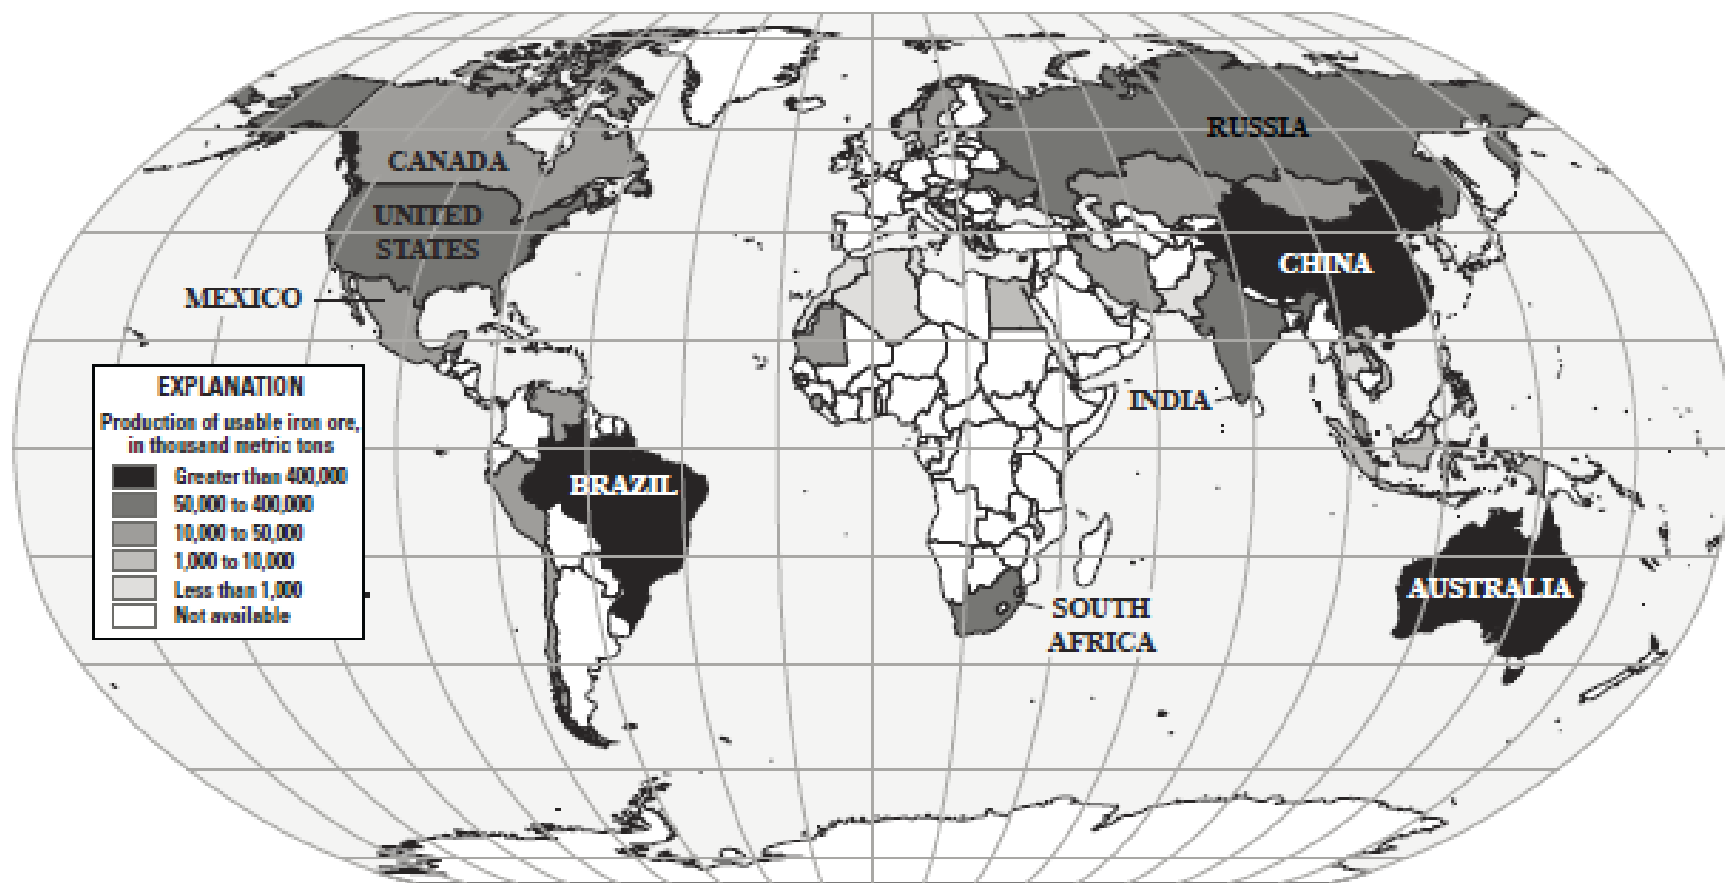 RUSSIA
CANADA
UNITED
STATES
CHINA
MEXICO
EXPLANATION
Production of usable iron ore,
in thousand metric tons
Greater than 400,000
50,000 to 400,000
10,000 to 50,000
1,000 to 10,000
Less than 1,000
Not available
INDIA
BRAZIL
AUSTRALIA
SOUTH
AFRICA